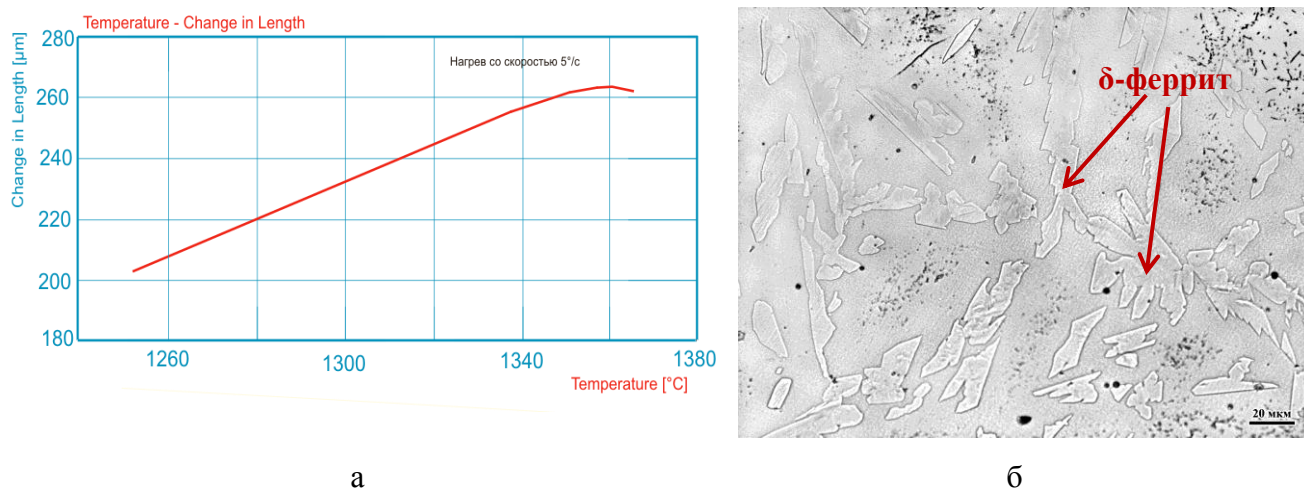 Temperature - Change in Length
280
260
240
220
200
180
Change in Length [µm]
Нагрев со скоростью 5°/с
1260
1300
1340
1380
Temperature [°C]
δ-феррит
20 мкм
а
б